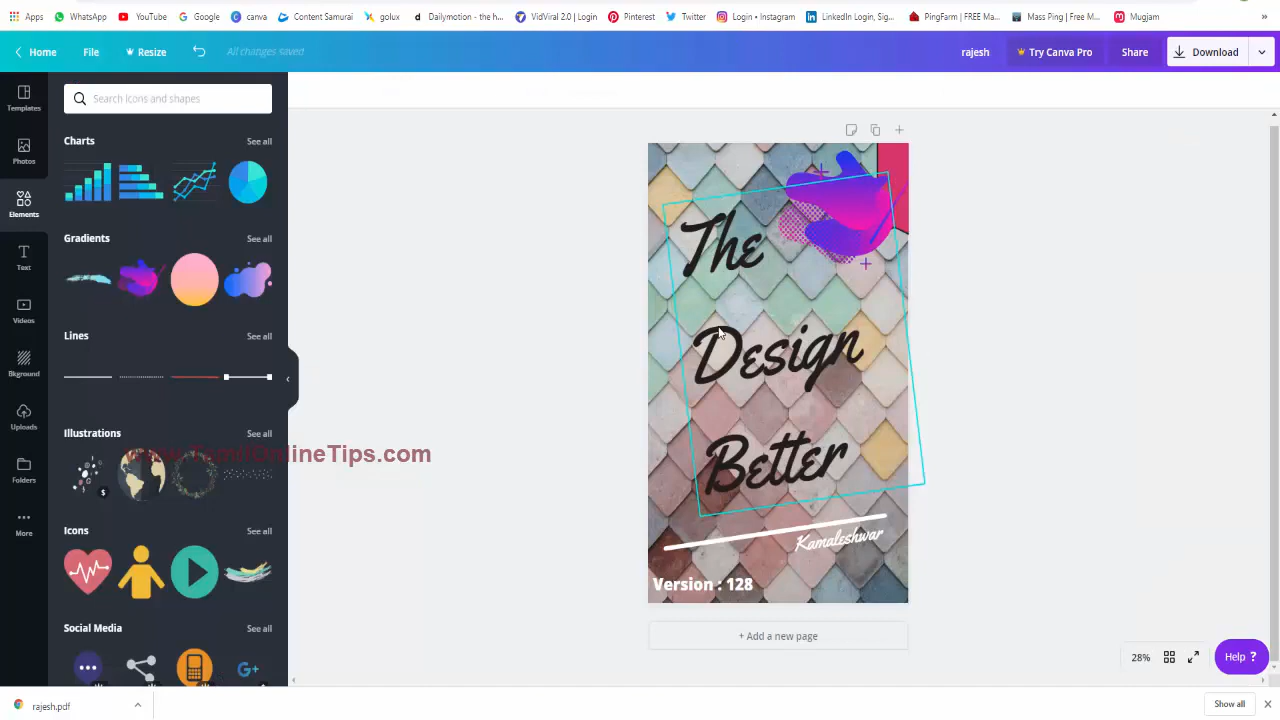 Apps WhatsApp YouTube Google canva Content Samurai golux Dailymotion - the h... VidViral 2.0 | Login Pinterest Twitter Login • Instagram LinkedIn Login, Sig... PingFarm | FREE Ma... Mass Ping | Free M... Mugjam »
Home File Resize All changes saved rajesh Try Canva Pro Share Download
Templates
Photos
Elements
Text
Videos
Bkground
Uploads
Folders
More
Search icons and shapes
Charts See all
Gradients See all
Lines See all
Illustrations See all
$
Icons See all
Social Media See all
G+
www.TamilOnlineTips.com
The
Design
Better
Kamaleshwar
Version : 128
+ Add a new page
28% Help ?
rajesh.pdf Show all